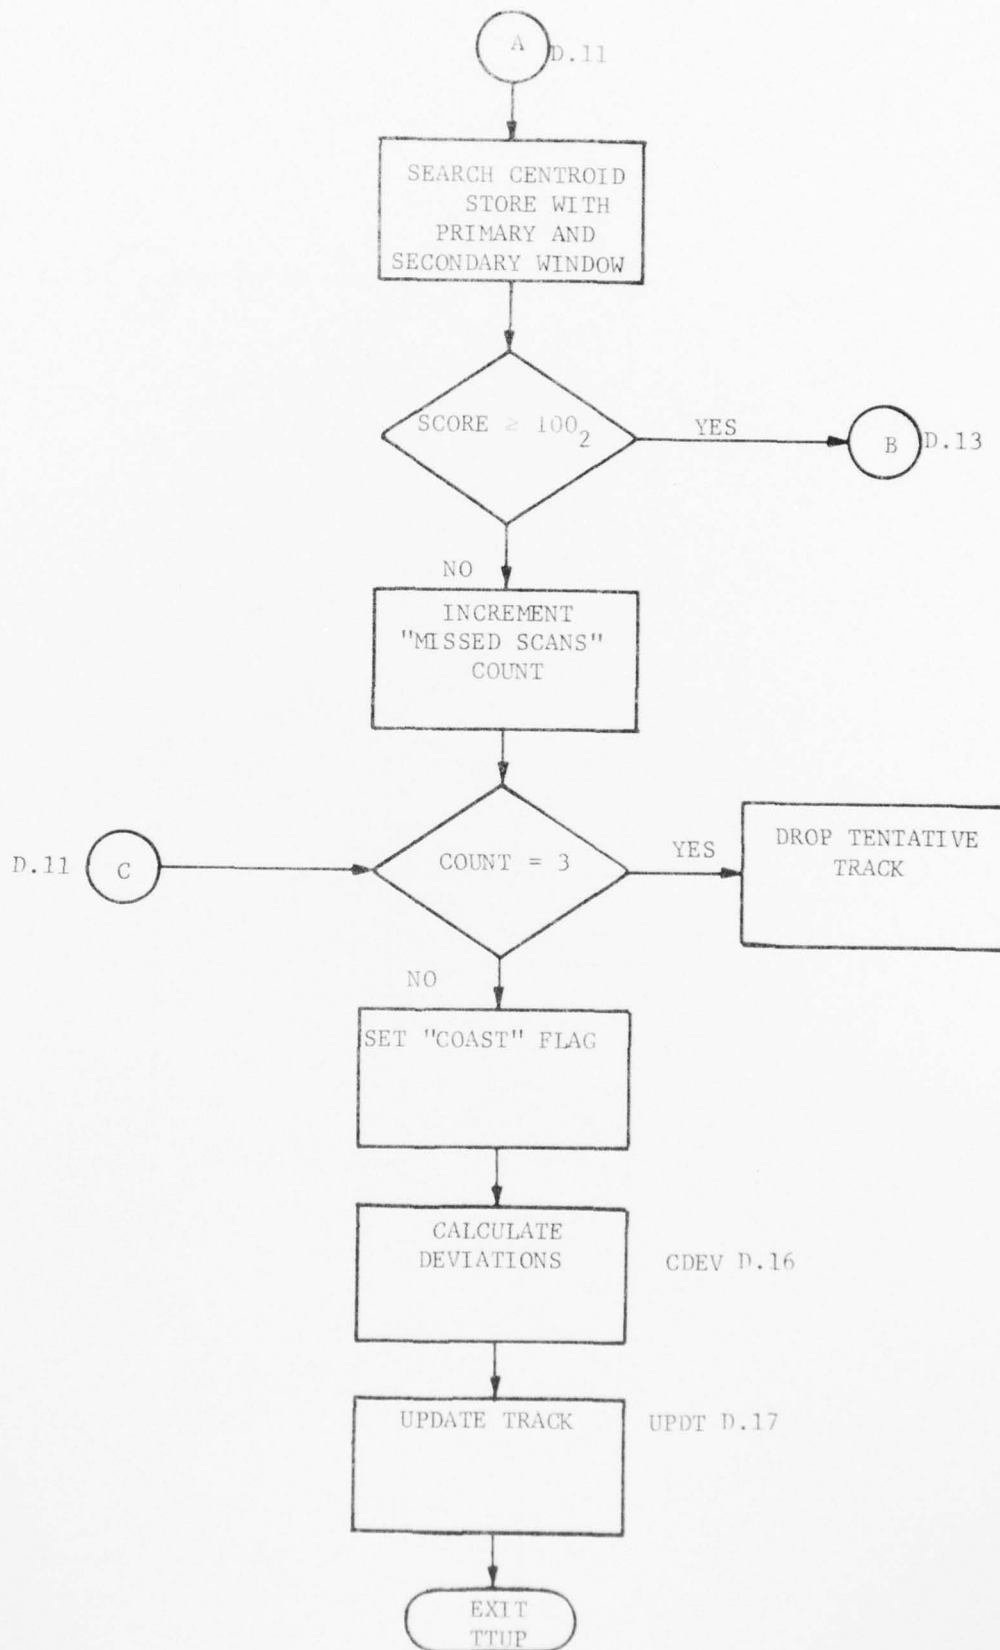 A D.11
SEARCH CENTROID
STORE WITH
PRIMARY AND
SECONDARY WINDOW
SCORE ≥ 100₂
YES
B D.13
NO
INCREMENT
"MISSED SCANS"
COUNT
D.11 C
COUNT = 3
YES
DROP TENTATIVE
TRACK
NO
SET "COAST" FLAG
CALCULATE
DEVIATIONS
CDEV D.16
UPDATE TRACK
UPDT D.17
EXIT
TTUP